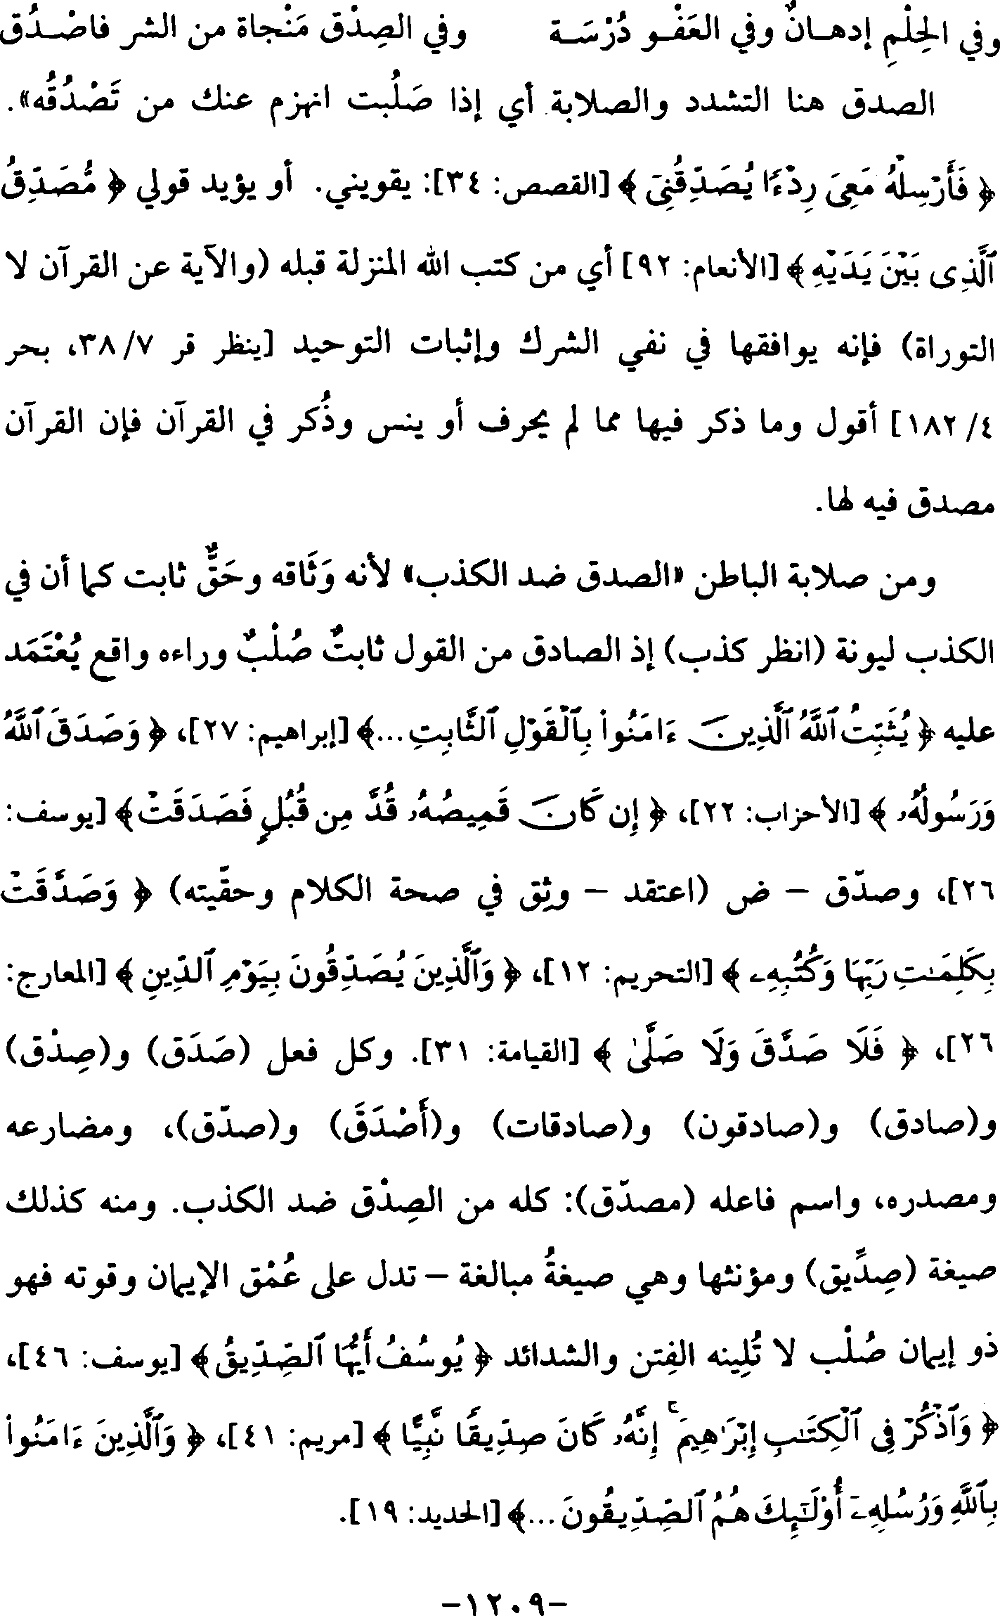 وفي الحِلْمِ إدهـانٌ وفي العَفْـو دُرْسَـة وفي الصِدْق مَنْجاة من الشر فاصْـدُق
الصدق هنا التشدد والصلابة. أي إذا صَلُبت انهزم عنك من تَصْدُقُه».
﴿ فَأَرْسِلْهُ مَعِىَ رِدْءًا يُصَدِّقُنِىٓ ﴾ [القصص: ٣٤]: يقويني. أو يؤيد قولي ﴿ مُّصَدِّقُ
ٱلَّذِى بَيْنَ يَدَيْهِ ﴾ [الأنعام: ٩٢] أي من كتب الله المنزلة قبله (والآية عن القرآن لا
التوراة) فإنه يوافقها في نفي الشرك وإثبات التوحيد [ينظر قر ٣٨/٧، بحر
١٨٢/٤] أقول وما ذكر فيها مما لم يحرف أو ينس وذُكر في القرآن فإن القرآن
مصدق فيه لها.
ومن صلابة الباطن «الصدق ضد الكذب» لأنه وَثَاقه وحَقٌّ ثابت كما أن في
الكذب ليونة (انظر كذب) إذ الصادق من القول ثابتٌ صُلْبٌ وراءه واقع يُعْتَمَد
عليه ﴿ يُثَبِّتُ ٱللَّهُ ٱلَّذِينَ ءَامَنُوا۟ بِٱلْقَوْلِ ٱلثَّابِتِ ...﴾ [إبراهيم: ٢٧]، ﴿ وَصَدَقَ ٱللَّهُ
وَرَسُولُهُۥ ﴾ [الأحزاب: ٢٢]، ﴿ إِن كَانَ قَمِيصُهُۥ قُدَّ مِن قُبُلٍ فَصَدَقَتْ ﴾ [يوسف:
٢٦]، وصدّق – ض (اعتقد – وثِق في صحة الكلام وحقّيته) ﴿ وَصَدَّقَتْ
بِكَلِمَـٰتِ رَبِّهَا وَكُتُبِهِۦ ﴾ [التحريم: ١٢]، ﴿ وَٱلَّذِينَ يُصَدِّقُونَ بِيَوْمِ ٱلدِّينِ ﴾ [المعارج:
٢٦]، ﴿ فَلَا صَدَّقَ وَلَا صَلَّىٰ ﴾ [القيامة: ٣١]. وكل فعل (صَدَق) و(صِدْق)
و(صادق) و(صادقون) و(صادقات) و(أَصْدَقَ) و(صدّق)، ومضارعه
ومصدره، واسم فاعله (مصدّق): كله من الصِدْق ضد الكذب. ومنه كذلك
صيغة (صِدِّيق) ومؤنثها وهي صيغةُ مبالغة – تدل على عُمْق الإيمان وقوته فهو
ذو إيمان صُلْب لا تُلِينه الفِتن والشدائد ﴿ يُوسُفُ أَيُّهَا ٱلصِّدِّيقُ ﴾ [يوسف: ٤٦]،
﴿ وَٱذْكُرْ فِى ٱلْكِتَـٰبِ إِبْرَٰهِيمَ ۚ إِنَّهُۥ كَانَ صِدِّيقًا نَّبِيًّا ﴾ [مريم: ٤١]، ﴿ وَٱلَّذِينَ ءَامَنُوا۟
بِٱللَّهِ وَرُسُلِهِۦٓ أُو۟لَـٰٓئِكَ هُمُ ٱلصِّدِّيقُونَ ...﴾ [الحديد: ١٩].
-١٢٠٩-